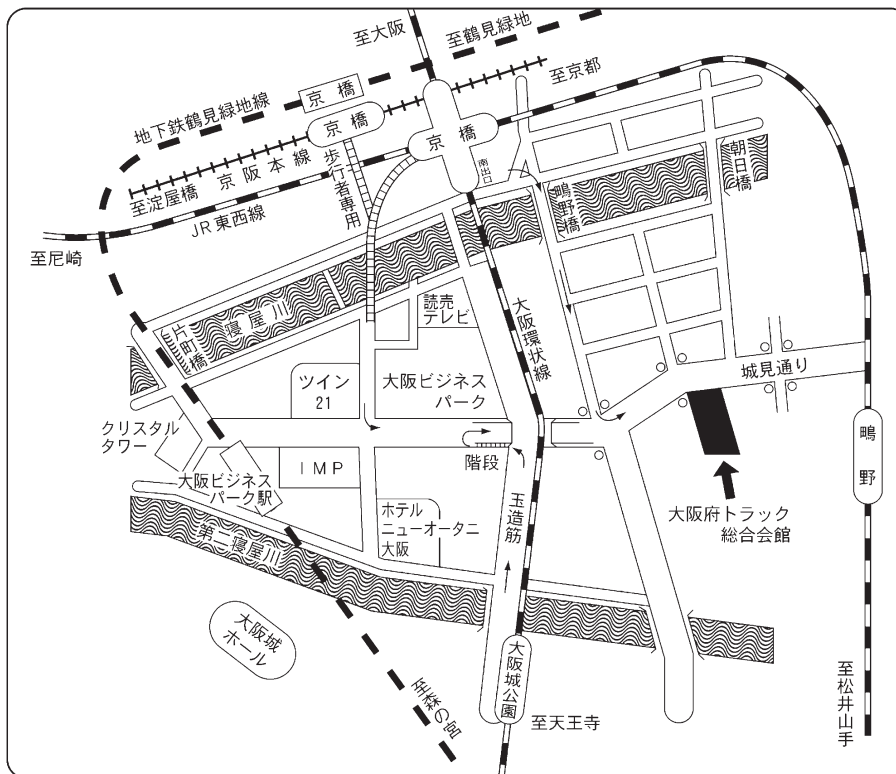 至大阪
至鶴見緑地
至京都
地下鉄鶴見緑地線
京橋
京橋
京橋
京阪本線
至淀屋橋
JR東西線
至尼崎
歩行者専用
南出口
鴫野橋
朝日橋
寝屋川
片町橋
読売
テレビ
大阪環状線
城見通り
ツイン
21
大阪ビジネス
パーク
クリスタル
タワー
階段
IMP
大阪ビジネス
パーク駅
ホテル
ニューオータニ
大阪
玉造筋
大阪府トラック
総合会館
鴫野
第二寝屋川
大阪城
ホール
大阪城公園
至森の宮
至天王寺
至松井山手